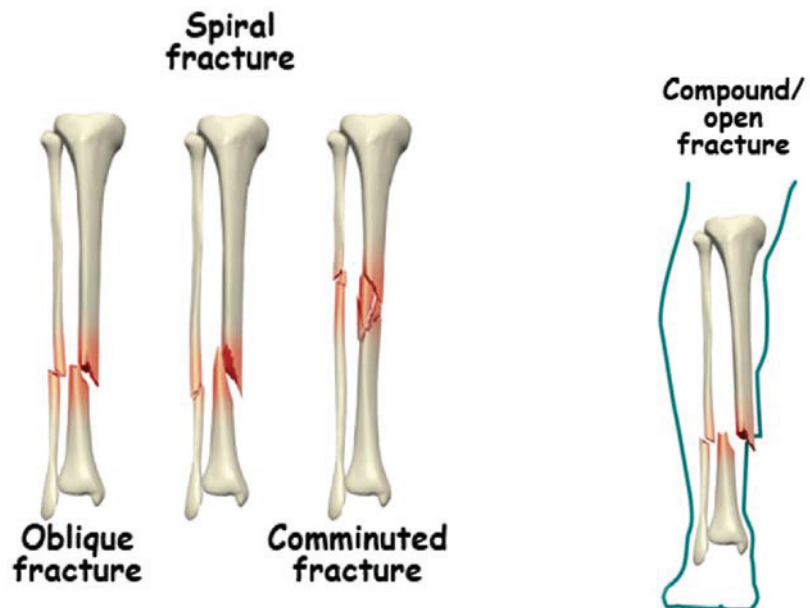 Spiral
fracture
Compound/
open
fracture
Oblique
fracture
Comminuted
fracture